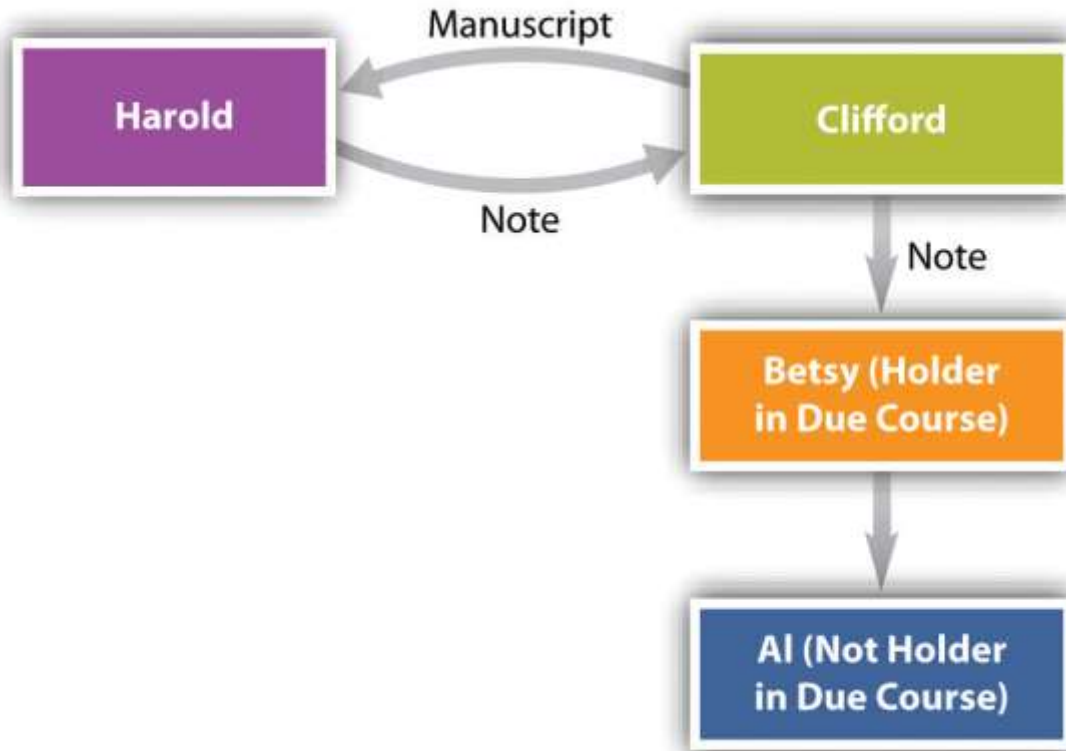 Manuscript
Harold
Clifford
Note
Note
Betsy (Holder
in Due Course)
Al (Not Holder
in Due Course)